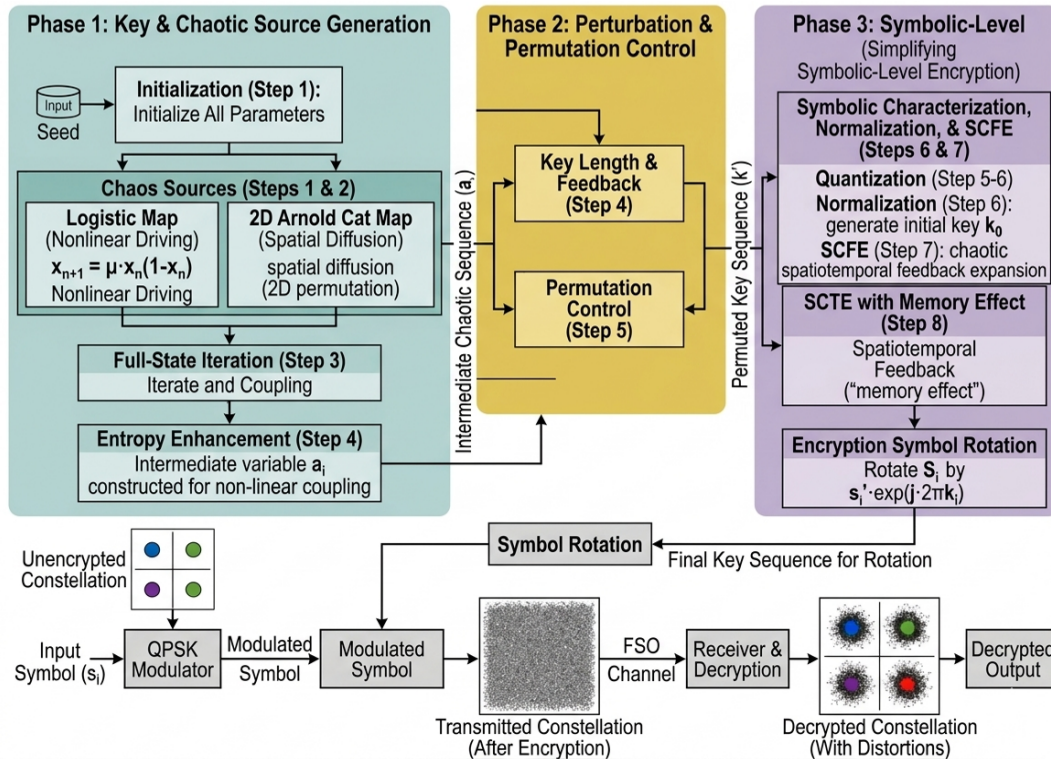 Phase 1: Key & Chaotic Source Generation
Input
Seed
Initialization (Step 1):
Initialize All Parameters
Chaos Sources (Steps 1 & 2)
Logistic Map
(Nonlinear Driving)
xₙ₊₁ = μ·xₙ(1-xₙ)
Nonlinear Driving
2D Arnold Cat Map
(Spatial Diffusion)
spatial diffusion
(2D permutation)
Full-State Iteration (Step 3)
Iterate and Coupling
Entropy Enhancement (Step 4)
Intermediate variable aᵢ
constructed for non-linear coupling
Intermediate Chaotic Sequence (aᵢ)
Phase 2: Perturbation &
Permutation Control
Key Length &
Feedback
(Step 4)
Permutation
Control
(Step 5)
Permuted Key Sequence (k')
Phase 3: Symbolic-Level
(Simplifying
Symbolic-Level Encryption)
Symbolic Characterization,
Normalization, & SCFE
(Steps 6 & 7)
Quantization (Step 5-6)
Normalization (Step 6):
generate initial key k₀
SCFE (Step 7): chaotic
spatiotemporal feedback expansion
SCTE with Memory Effect
(Step 8)
Spatiotemporal
Feedback
(“memory effect”)
Encryption Symbol Rotation
Rotate Sᵢ by
sᵢ'·exp(j·2πkᵢ)
Symbol Rotation
Final Key Sequence for Rotation
Unencrypted
Constellation
Input
Symbol (sᵢ)
QPSK
Modulator
Modulated
Symbol
Modulated
Symbol
Transmitted Constellation
(After Encryption)
FSO
Channel
Receiver &
Decryption
Decrypted Constellation
(With Distortions)
Decrypted
Output